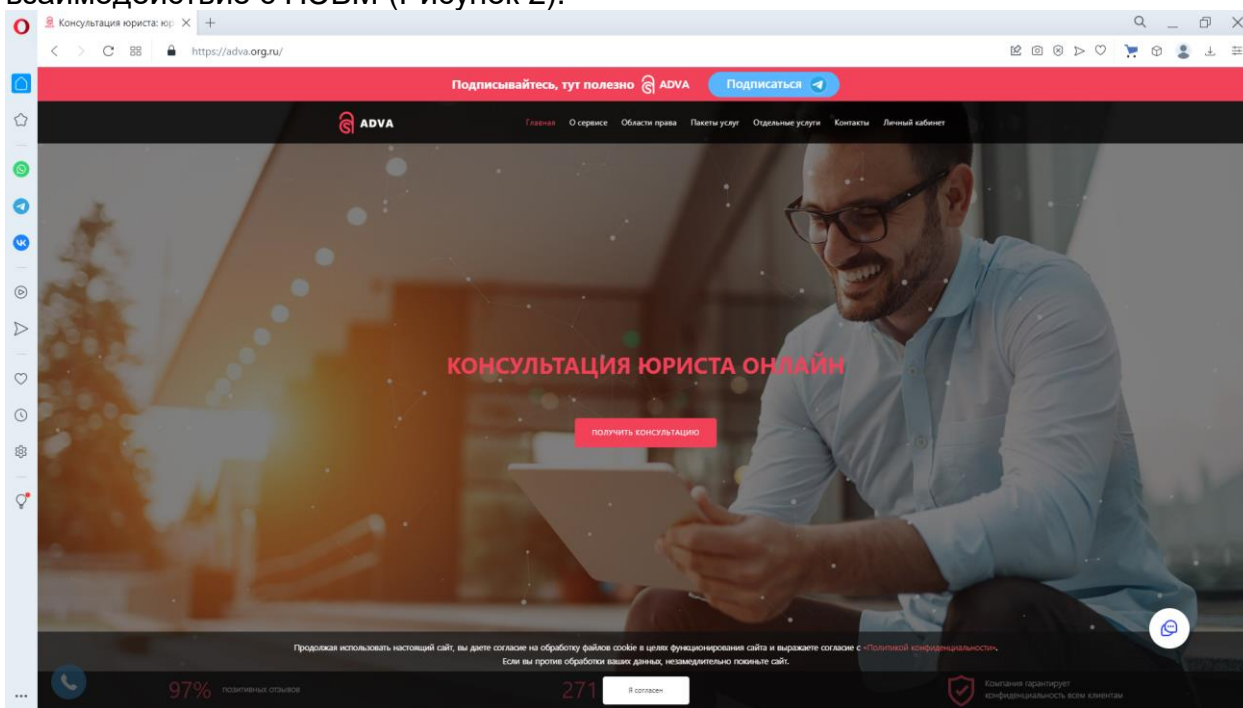 взаимодействие с ПЭВМ (Рисунок 2).
Консультация юриста: юр
https://adva.org.ru/
Подписывайтесь, тут полезно ADVA Подписаться
ADVA Главная О сервисе Области права Пакеты услуг Отдельные услуги Контакты Личный кабинет
КОНСУЛЬТАЦИЯ ЮРИСТА ОНЛАЙН
ПОЛУЧИТЬ КОНСУЛЬТАЦИЮ
Продолжая использовать настоящий сайт, вы даете согласие на обработку файлов cookie в целях функционирования сайта и выражаете согласие с «Политикой конфиденциальности».
Если вы против обработки ваших данных, незамедлительно покиньте сайт.
97% позитивных отзывов 271 Я согласен Компания гарантирует
конфиденциальность всем клиентам